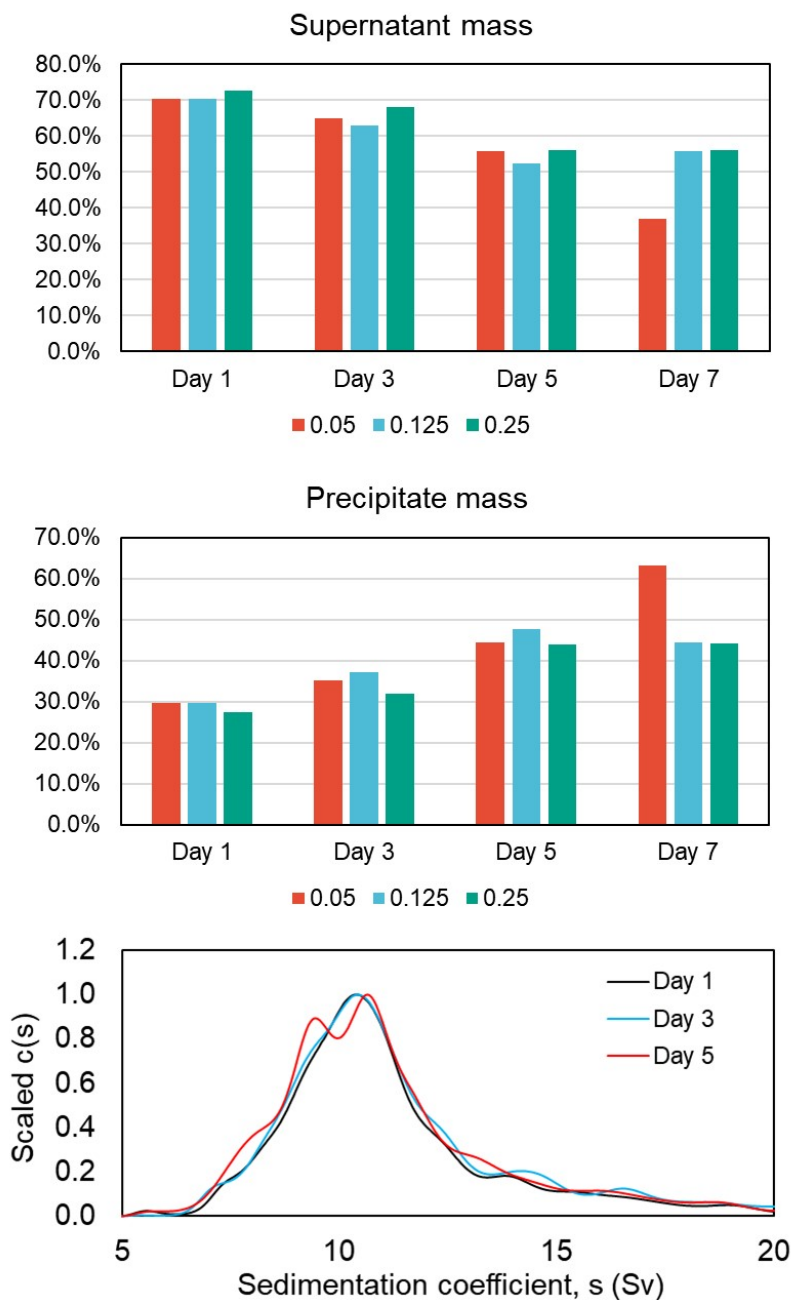 Supernatant mass
80.0%
70.0%
60.0%
50.0%
40.0%
30.0%
20.0%
10.0%
0.0%
Day 1 Day 3 Day 5 Day 7
0.05 0.125 0.25
Precipitate mass
70.0%
60.0%
50.0%
40.0%
30.0%
20.0%
10.0%
0.0%
Day 1 Day 3 Day 5 Day 7
0.05 0.125 0.25
Scaled c(s)
1.2
1.0
0.8
0.6
0.4
0.2
0.0
Day 1
Day 3
Day 5
5 10 15 20
Sedimentation coefficient, s (Sv)